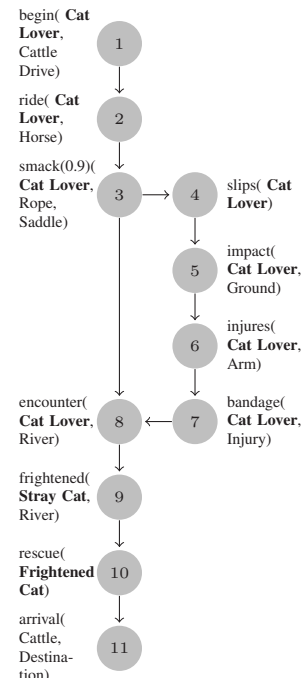 begin( Cat
Lover,
Cattle
Drive)
1
ride( Cat
Lover,
Horse)
2
smack(0.9)(
Cat Lover,
Rope,
Saddle)
3
4
slips( Cat
Lover)
5
impact(
Cat Lover,
Ground)
6
injures(
Cat Lover,
Arm)
7
bandage(
Cat Lover,
Injury)
encounter(
Cat Lover,
River)
8
frightened(
Stray Cat,
River)
9
rescue(
Frightened
Cat)
10
arrival(
Cattle,
Destina-
tion)
11